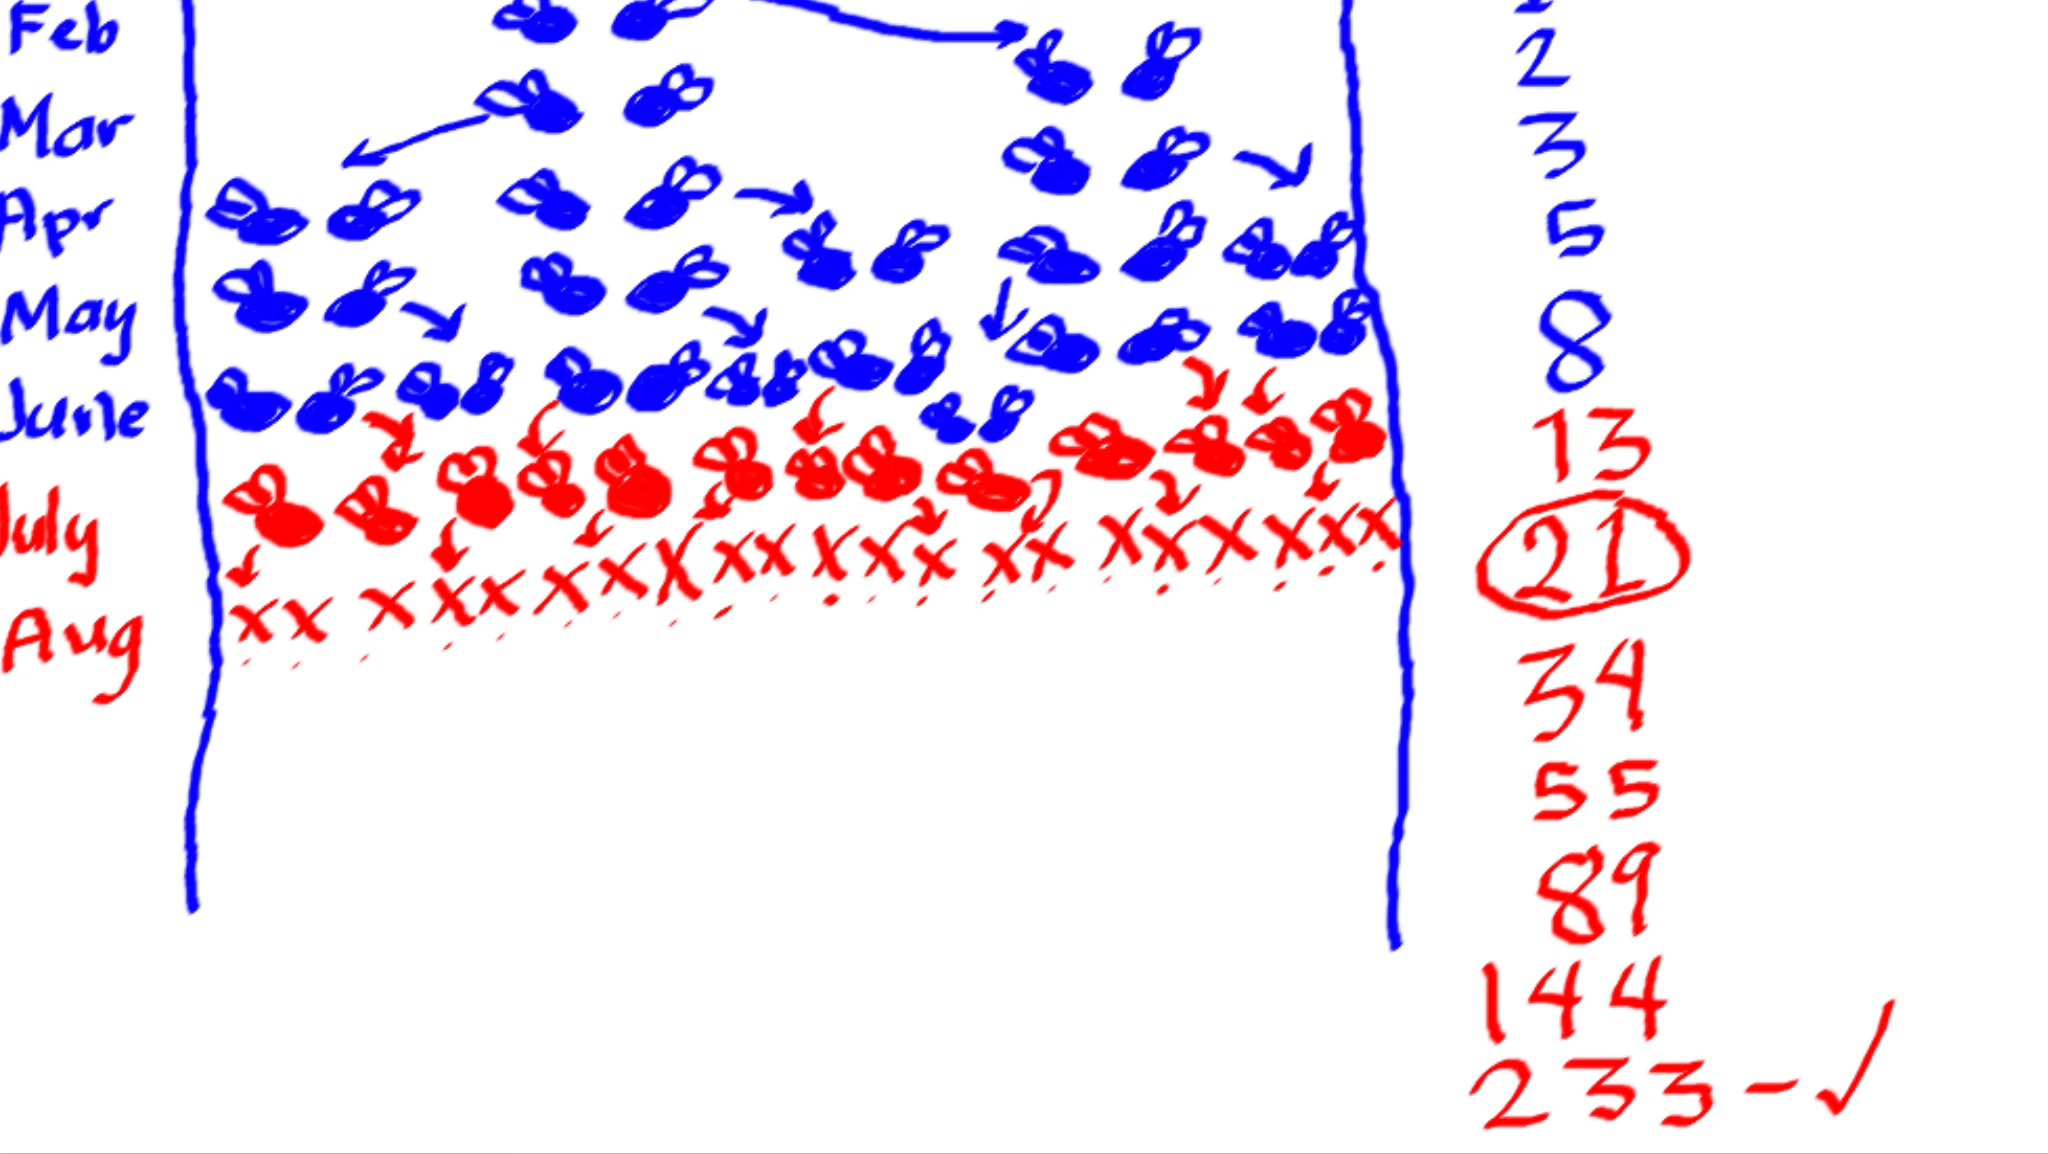 Feb 2
Mar 3
Apr 5
May 8
June 13
July 21
Aug x x x x x x x x x x x x x x x x x x x x x 34
55
89
144
233 - ✓